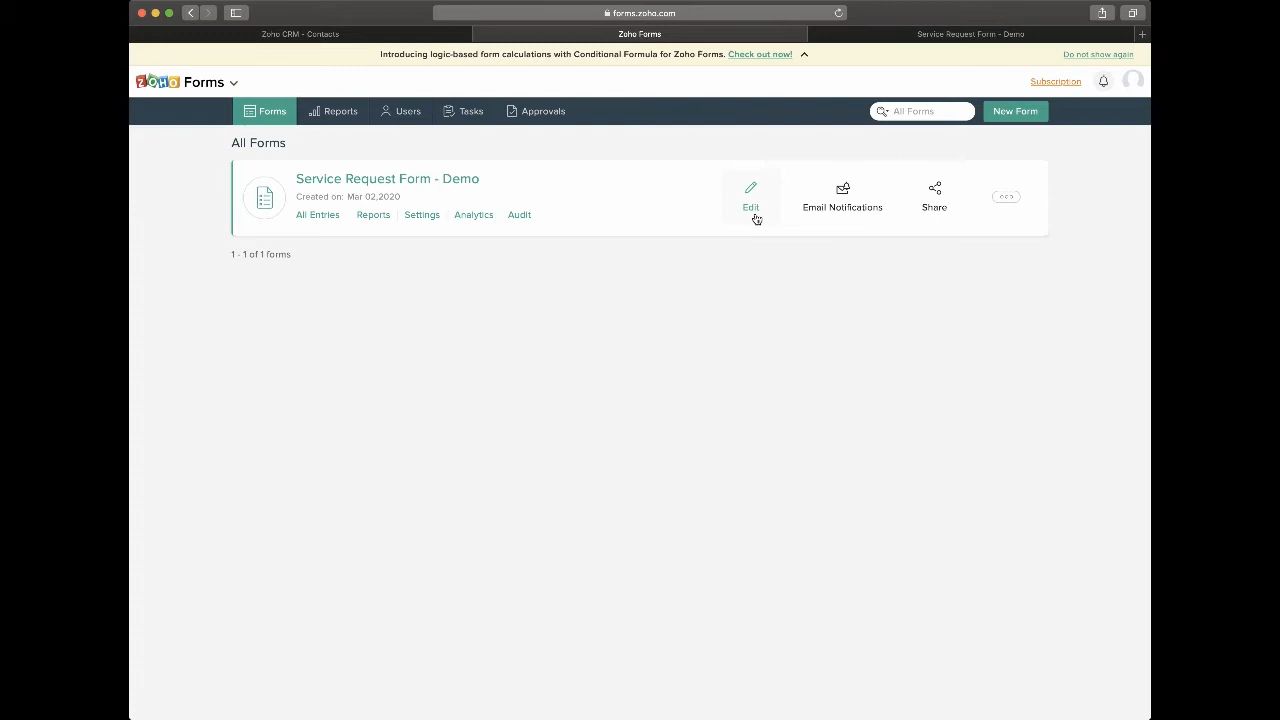 forms.zoho.com
Zoho CRM - Contacts
Zoho Forms
Service Request Form - Demo
Introducing logic-based form calculations with Conditional Formula for Zoho Forms. Check out now!
Do not show again
ZOHO Forms
Subscription
Forms
Reports
Users
Tasks
Approvals
All Forms
New Form
All Forms
Service Request Form - Demo
Created on: Mar 02,2020
All Entries
Reports
Settings
Analytics
Audit
Edit
Email Notifications
Share
1 - 1 of 1 forms